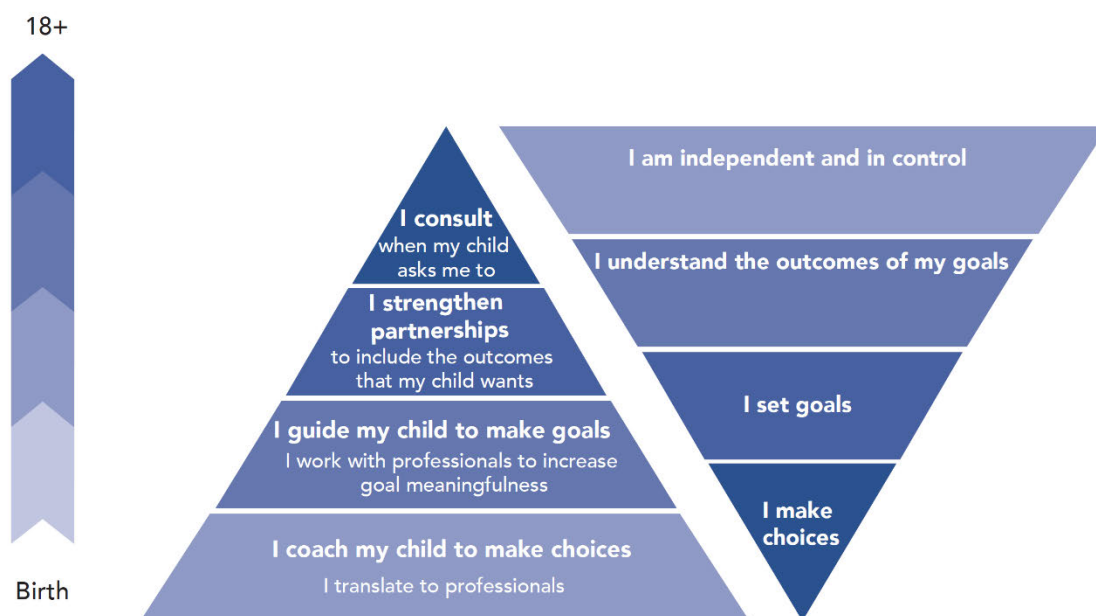 18+
I consult
when my child
asks me to
I strengthen
partnerships
to include the outcomes
that my child wants
I guide my child to make goals
I work with professionals to increase
goal meaningfulness
I coach my child to make choices
I translate to professionals
I am independent and in control
I understand the outcomes of my goals
I set goals
I make
choices
Birth